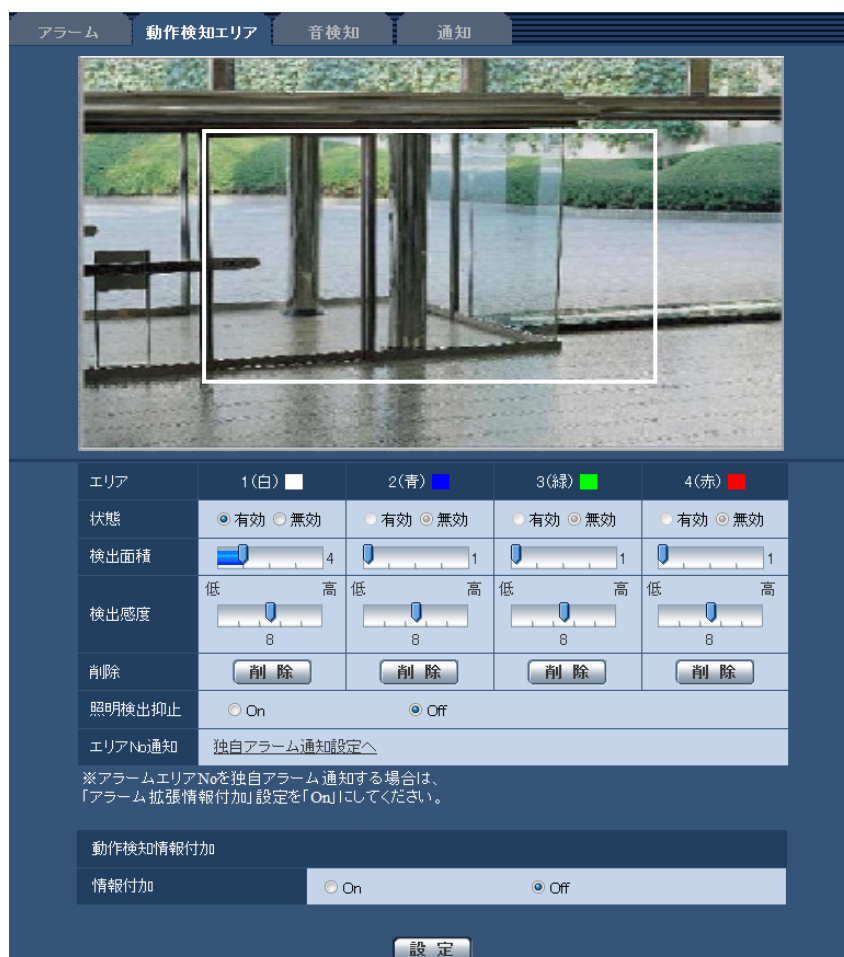 アラーム 動作検知エリア 音検知 通知
エリア 1(白) 2(青) 3(緑) 4(赤)
状態 有効 無効 有効 無効 有効 無効 有効 無効
検出面積 4 1 1 1
低 高 低 高 低 高 低 高
検出感度
8 8 8 8
削除 削 除 削 除 削 除 削 除
照明検出抑止 On Off
エリアNo通知 独自アラーム通知設定へ
※アラームエリアNoを独自アラーム通知する場合は、
「アラーム拡張情報付加」設定を「On」にしてください。
動作検知情報付加
情報付加 On Off
設 定